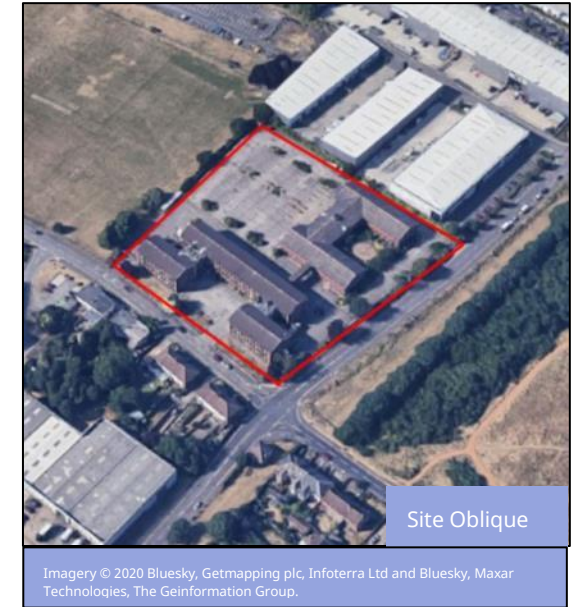 Site Oblique
Imagery © 2020 Bluesky, Getmapping plc, Infoterra Ltd and Bluesky, Maxar
Technologies, The Geinformation Group.